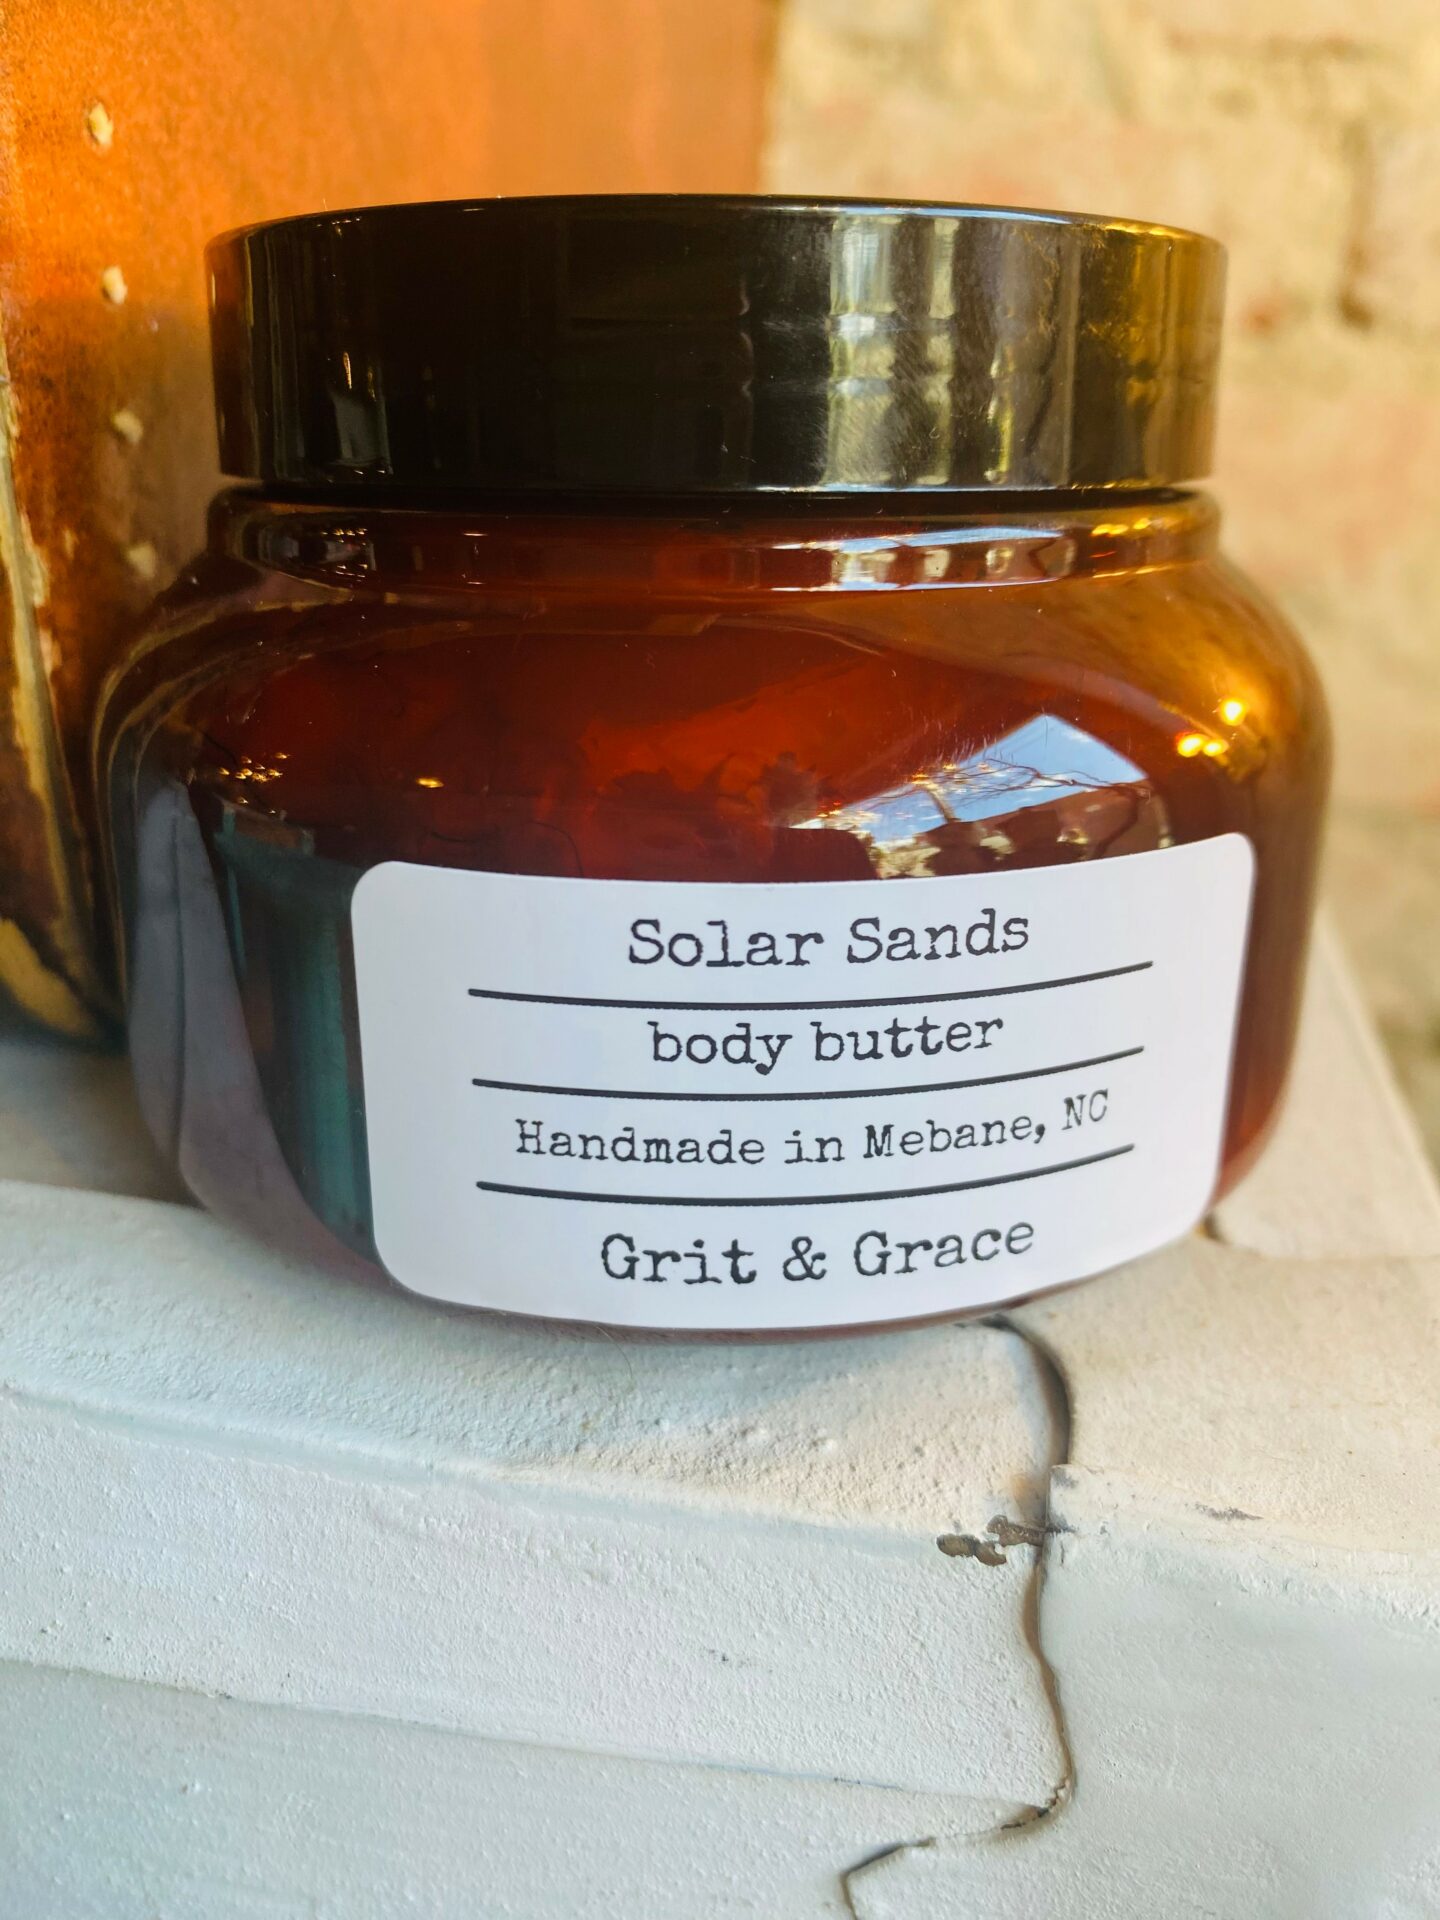 Solar Sands
body butter
Handmade in Mebane, NC
Grit & Grace